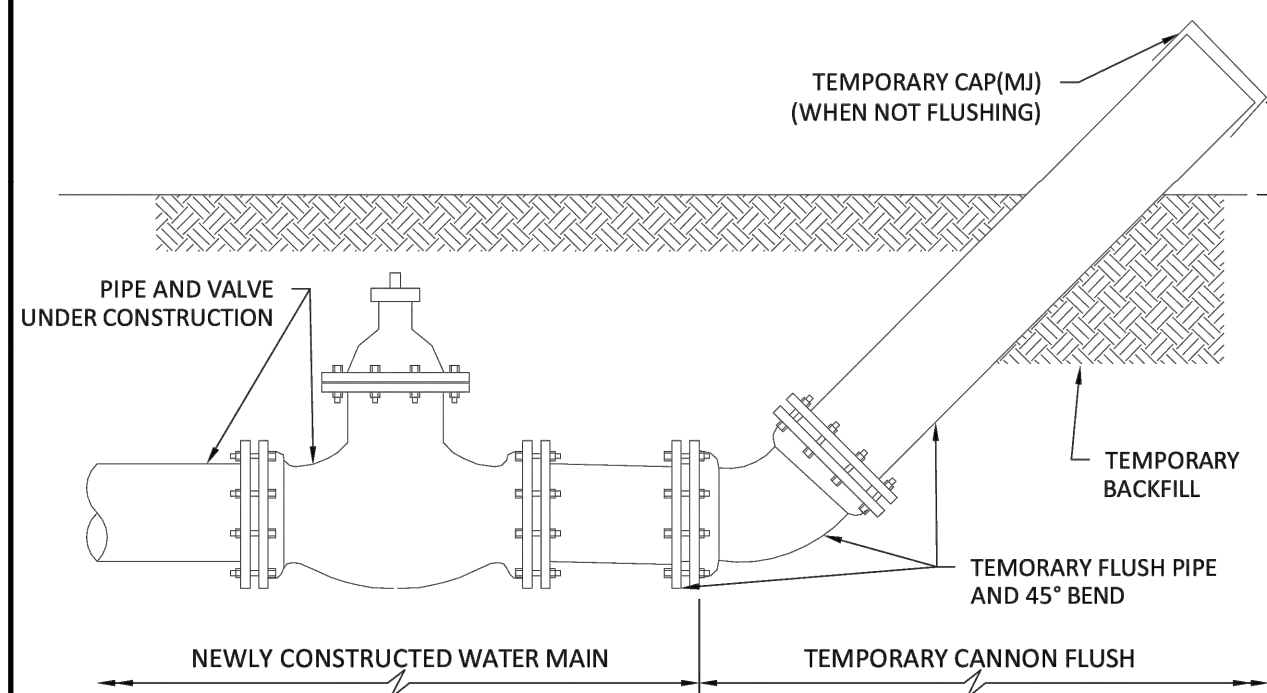 TEMPORARY CAP(MJ)
(WHEN NOT FLUSHING)
PIPE AND VALVE
UNDER CONSTRUCTION
TEMPORARY
BACKFILL
TEMORARY FLUSH PIPE
AND 45° BEND
NEWLY CONSTRUCTED WATER MAIN
TEMPORARY CANNON FLUSH